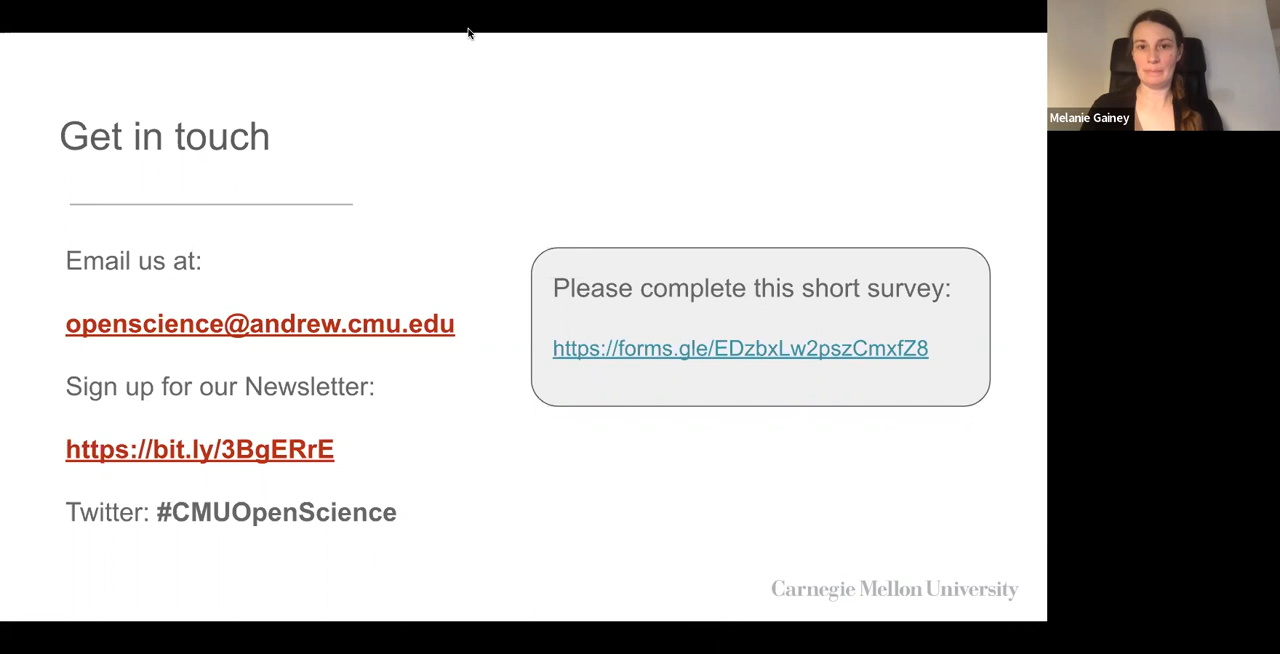 Get in touch
Email us at:
openscience@andrew.cmu.edu
Sign up for our Newsletter:
https://bit.ly/3BgERrE
Twitter: #CMUOpenScience
Please complete this short survey:
https://forms.gle/EDzbxLw2pszCmxfZ8
Carnegie Mellon University
Melanie Gainey